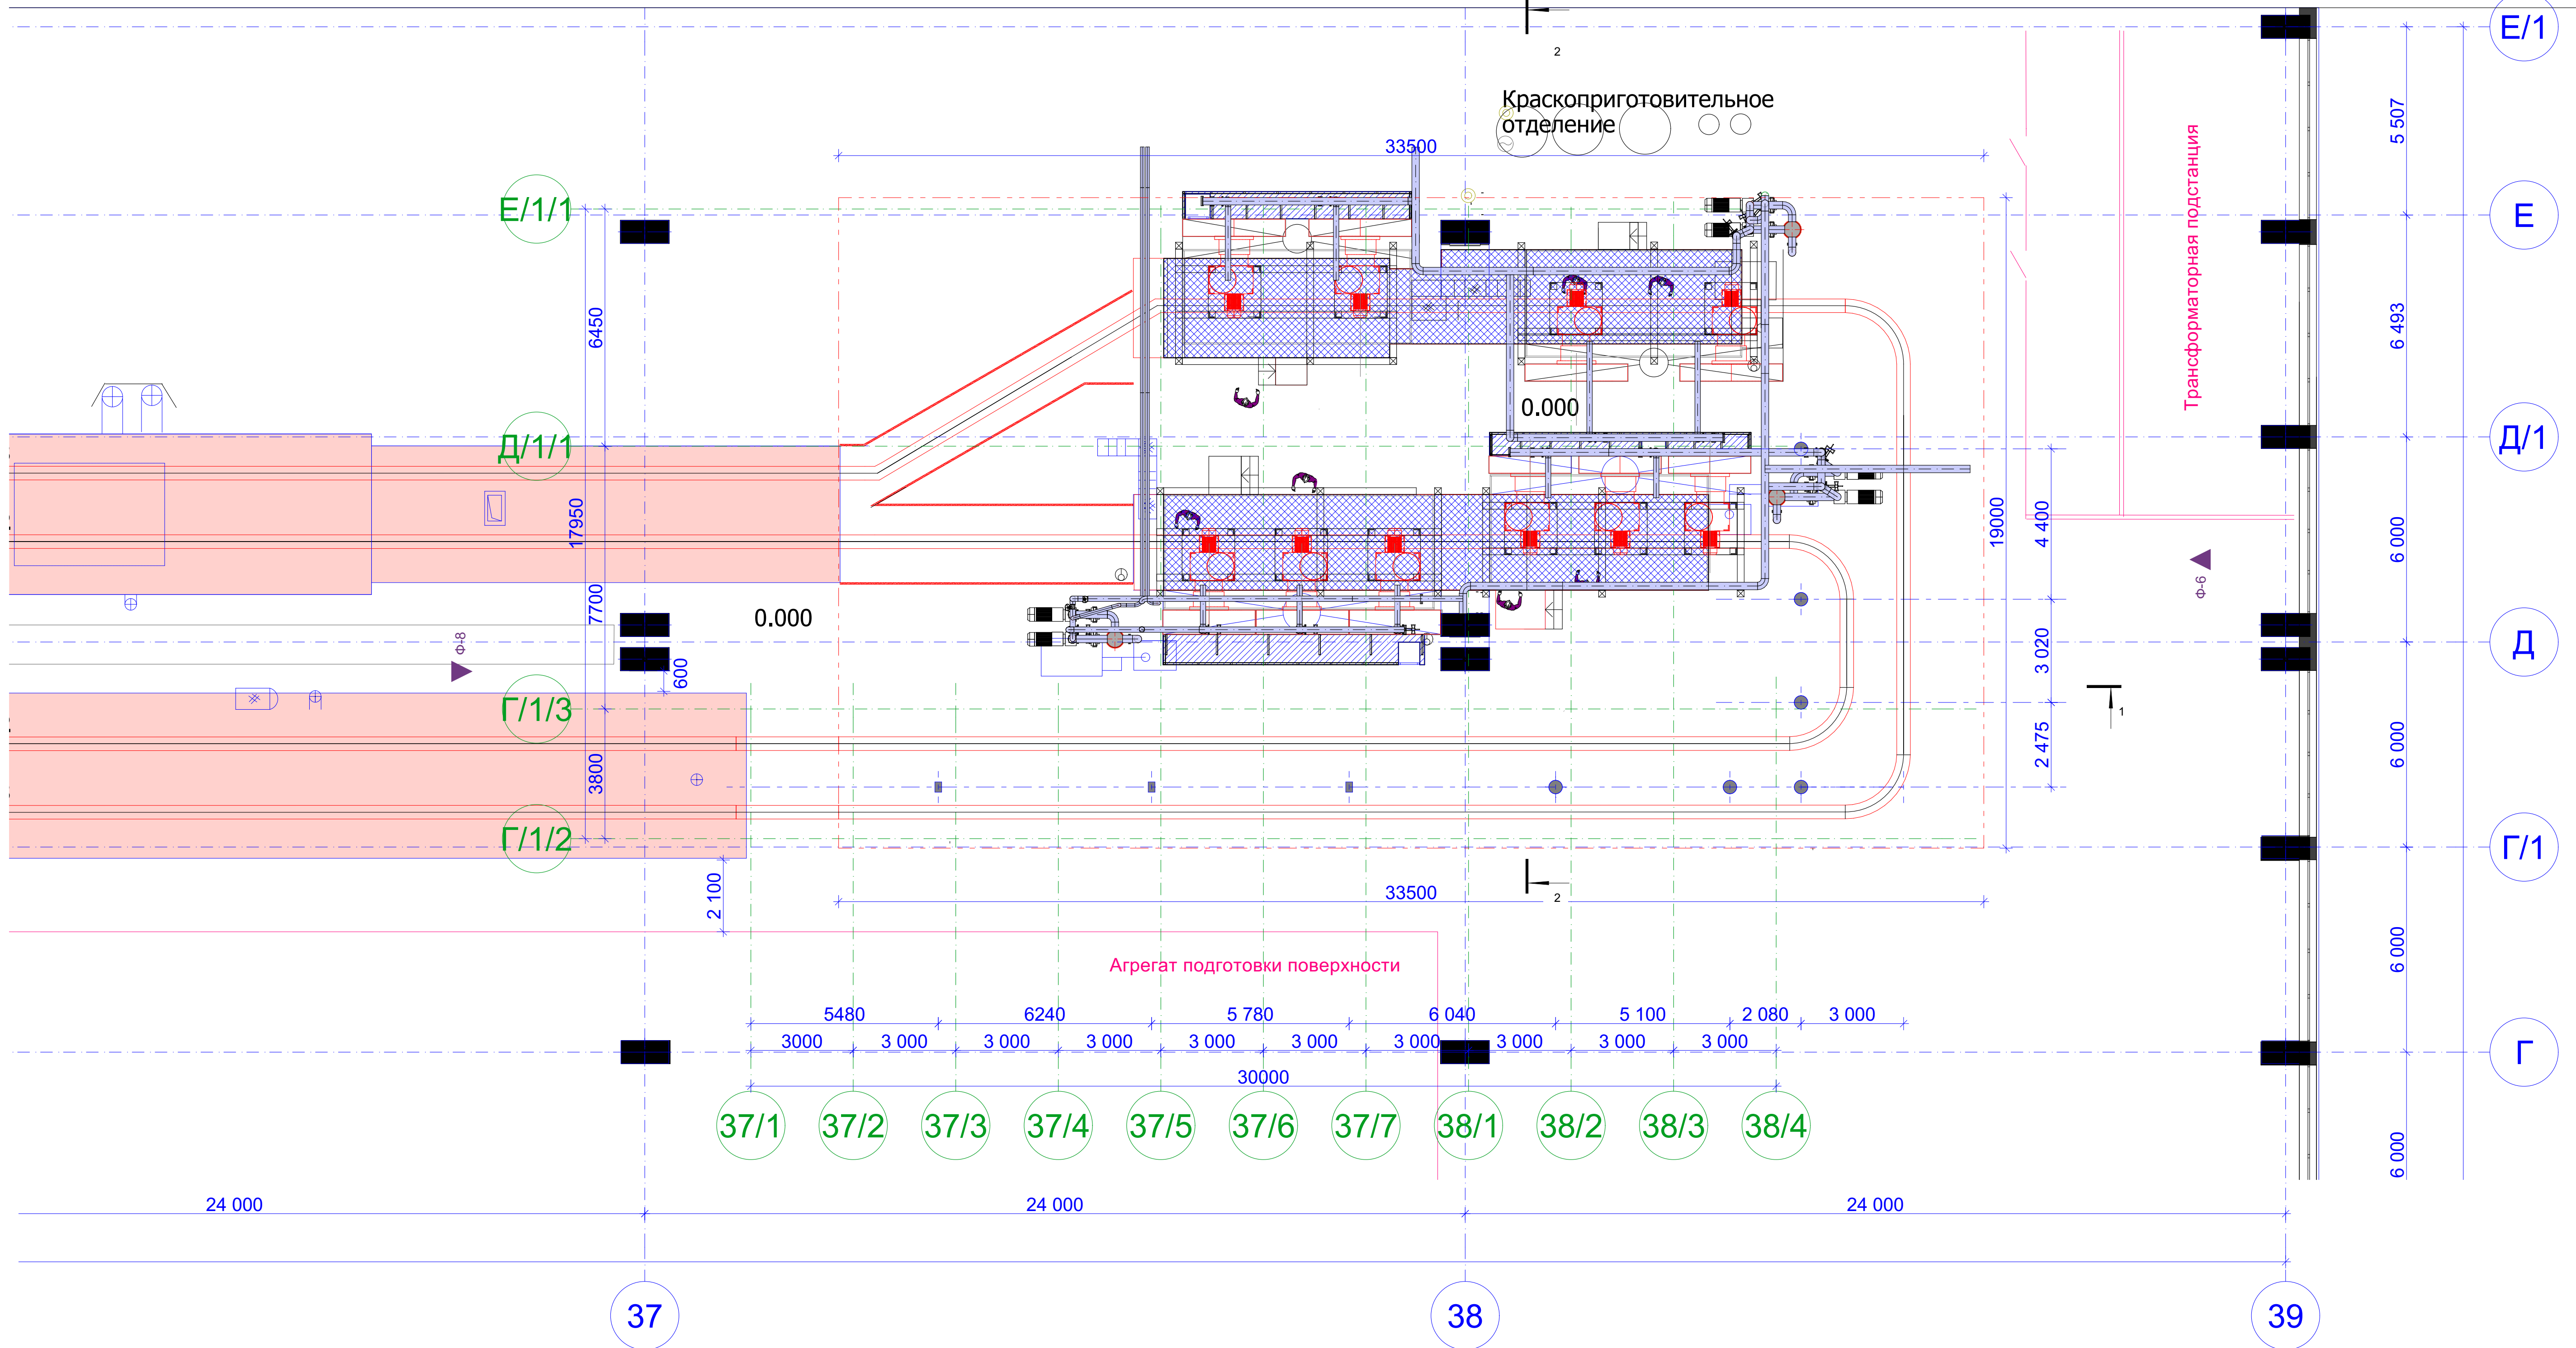 Е/1
2
Краскоприготовительное
отделение
5 507
33500
Трансформаторная подстанция
Е/1/1
Е
6450
6 493
0.000
Д/1/1
Д/1
17950
19000
4 400
6 000
Ф-6
7700
0.000
Ф-8
3 020
Д
600
Г/1/3
1
2 475
6 000
3800
Г/1/2
Г/1
2 100
33500
2
6 000
Агрегат подготовки поверхности
5480 6240 5 780 6 040 5 100 2 080 3 000
3000 3 000 3 000 3 000 3 000 3 000 3 000 3 000 3 000 3 000
Г
30000
37/1 37/2 37/3 37/4 37/5 37/6 37/7 38/1 38/2 38/3 38/4
6 000
24 000 24 000 24 000
37 38 39